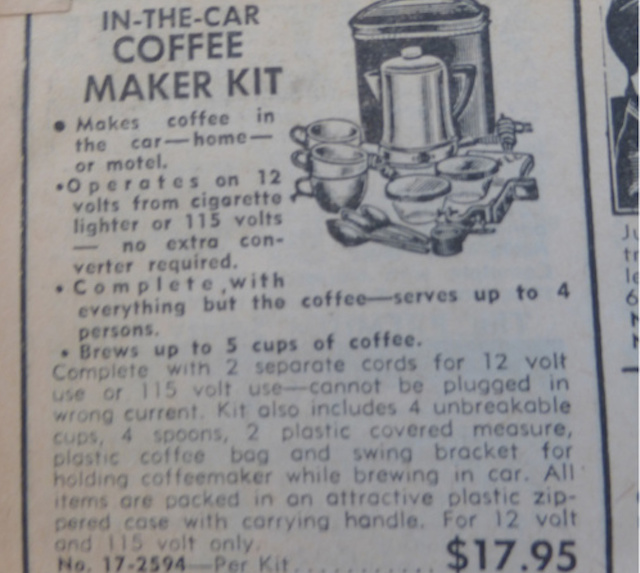 IN-THE-CAR
COFFEE
MAKER KIT
• Makes coffee in
the car—home—
or motel.
•Operates on 12
volts from cigarette
lighter or 115 volts
— no extra con-
verter required.
• Complete with
everything but the coffee—serves up to 4
persons.
• Brews up to 5 cups of coffee.
Complete with 2 separate cords for 12 volt
use or 115 volt use—cannot be plugged in
wrong current. Kit also includes 4 unbreakable
cups, 4 spoons, 2 plastic covered measure,
plastic coffee bag and swing bracket for
holding coffeemaker while brewing in car. All
items are packed in an attractive plastic zip-
pered case with carrying handle. For 12 volt
and 115 volt only.
No. 17-2594—Per Kit.......... $17.95